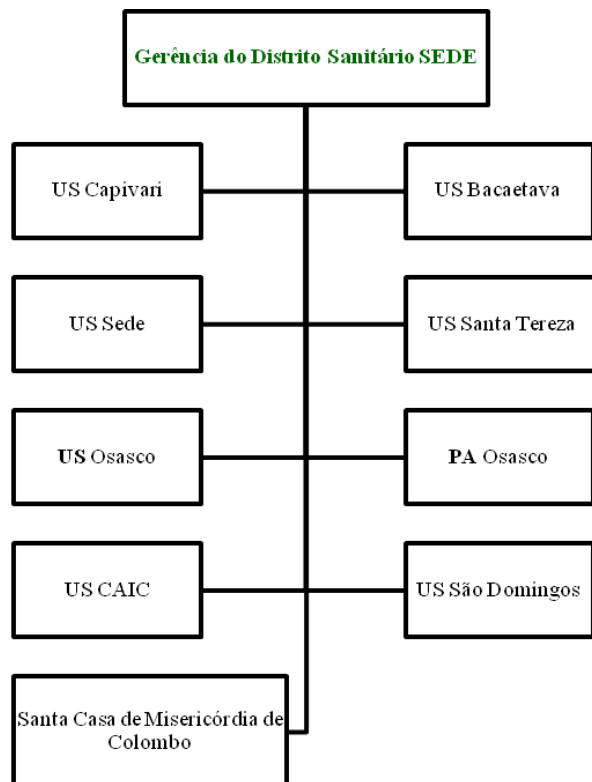 Gerência do Distrito Sanitário SEDE
US Capivari
US Bacaetava
US Sede
US Santa Tereza
US Osasco
PA Osasco
US CAIC
US São Domingos
Santa Casa de Misericórdia de
Colombo